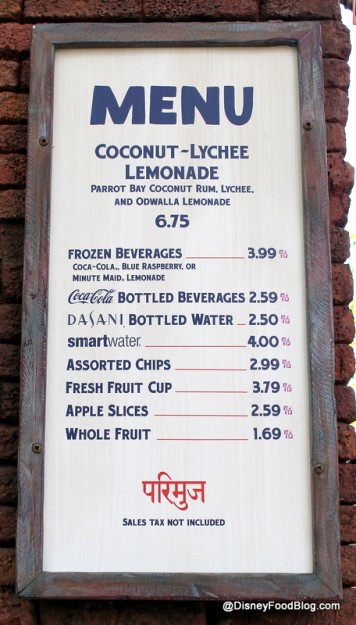 MENU
COCONUT~LYCHEE
LEMONADE
PARROT BAY COCONUT RUM, LYCHEE,
AND ODWALLA LEMONADE
6.75
FROZEN BEVERAGES 3.99
COCA-COLA, BLUE RASPBERRY, OR
MINUTE MAID, LEMONADE
Coca-Cola BOTTLED BEVERAGES 2.59
DASANI BOTTLED WATER 2.50
smartwater 4.00
ASSORTED CHIPS 2.99
FRESH FRUIT CUP 3.79
APPLE SLICES 2.59
WHOLE FRUIT 1.69
परिमुज
SALES TAX NOT INCLUDED
@DisneyFoodBlog.com